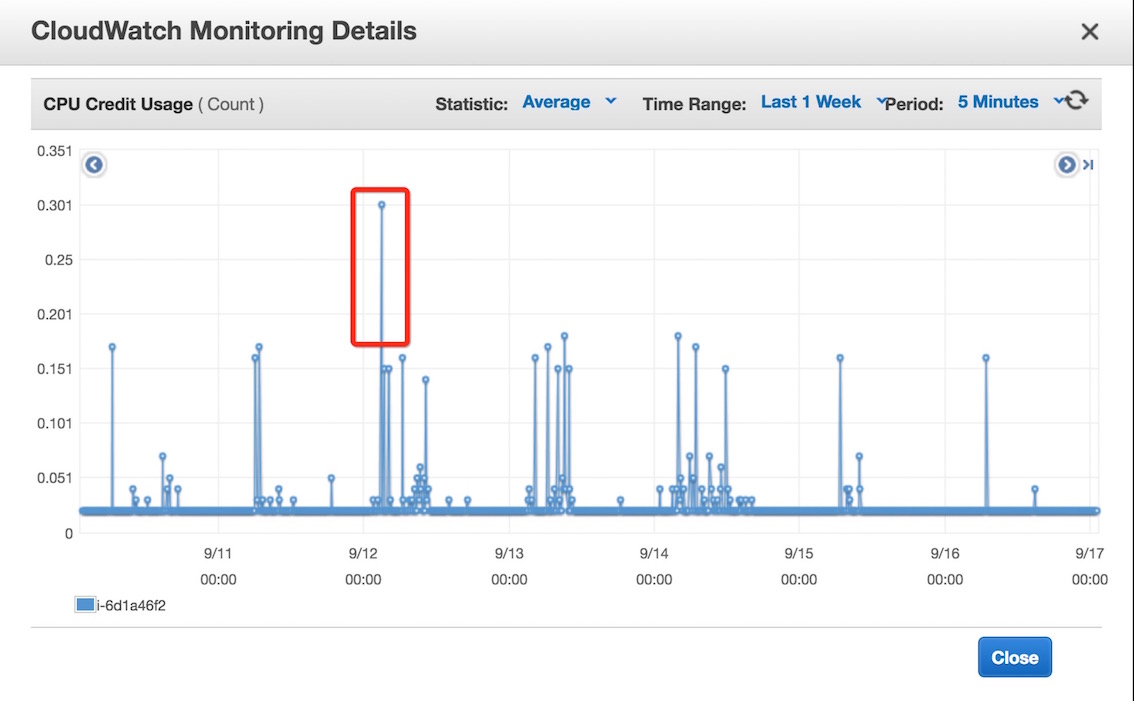 CloudWatch Monitoring Details
CPU Credit Usage ( Count ) Statistic: Average Time Range: Last 1 Week Period: 5 Minutes
0.351
0.301
0.25
0.201
0.151
0.101
0.051
0
9/11 9/12 9/13 9/14 9/15 9/16 9/17
00:00 00:00 00:00 00:00 00:00 00:00 00:00
i-6d1a46f2
Close